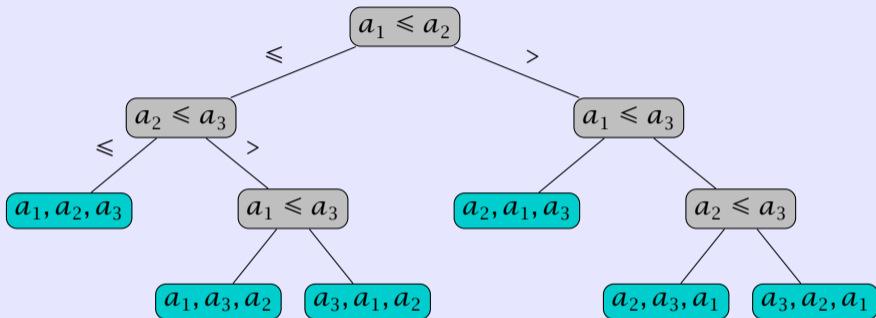 a₁ ⩽ a₂
⩽ >
a₂ ⩽ a₃ a₁ ⩽ a₃
⩽ >
a₁, a₂, a₃ a₁ ⩽ a₃ a₂, a₁, a₃ a₂ ⩽ a₃
a₁, a₃, a₂ a₃, a₁, a₂ a₂, a₃, a₁ a₃, a₂, a₁